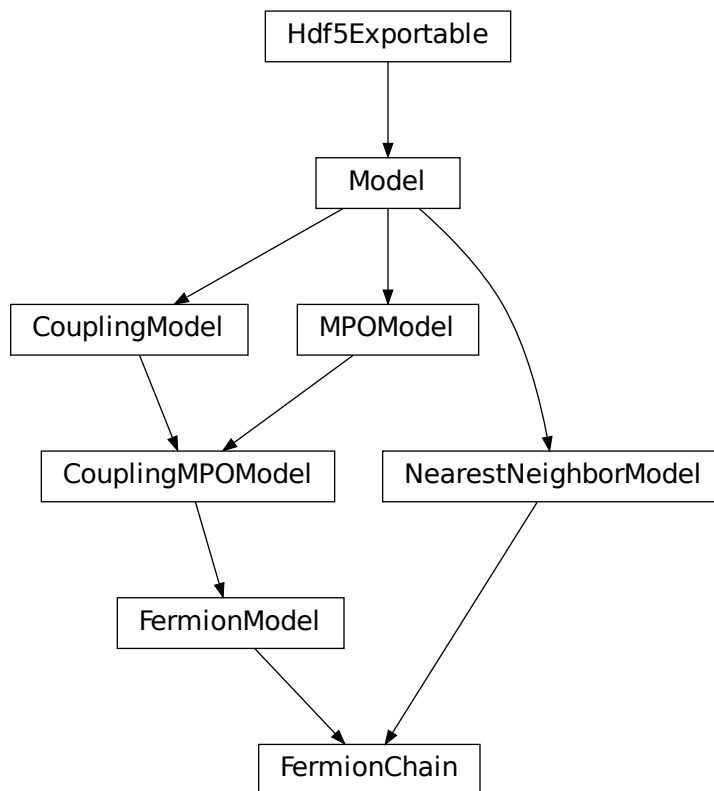 Hdf5Exportable
Model
CouplingModel
MPOModel
CouplingMPOModel
NearestNeighborModel
FermionModel
FermionChain